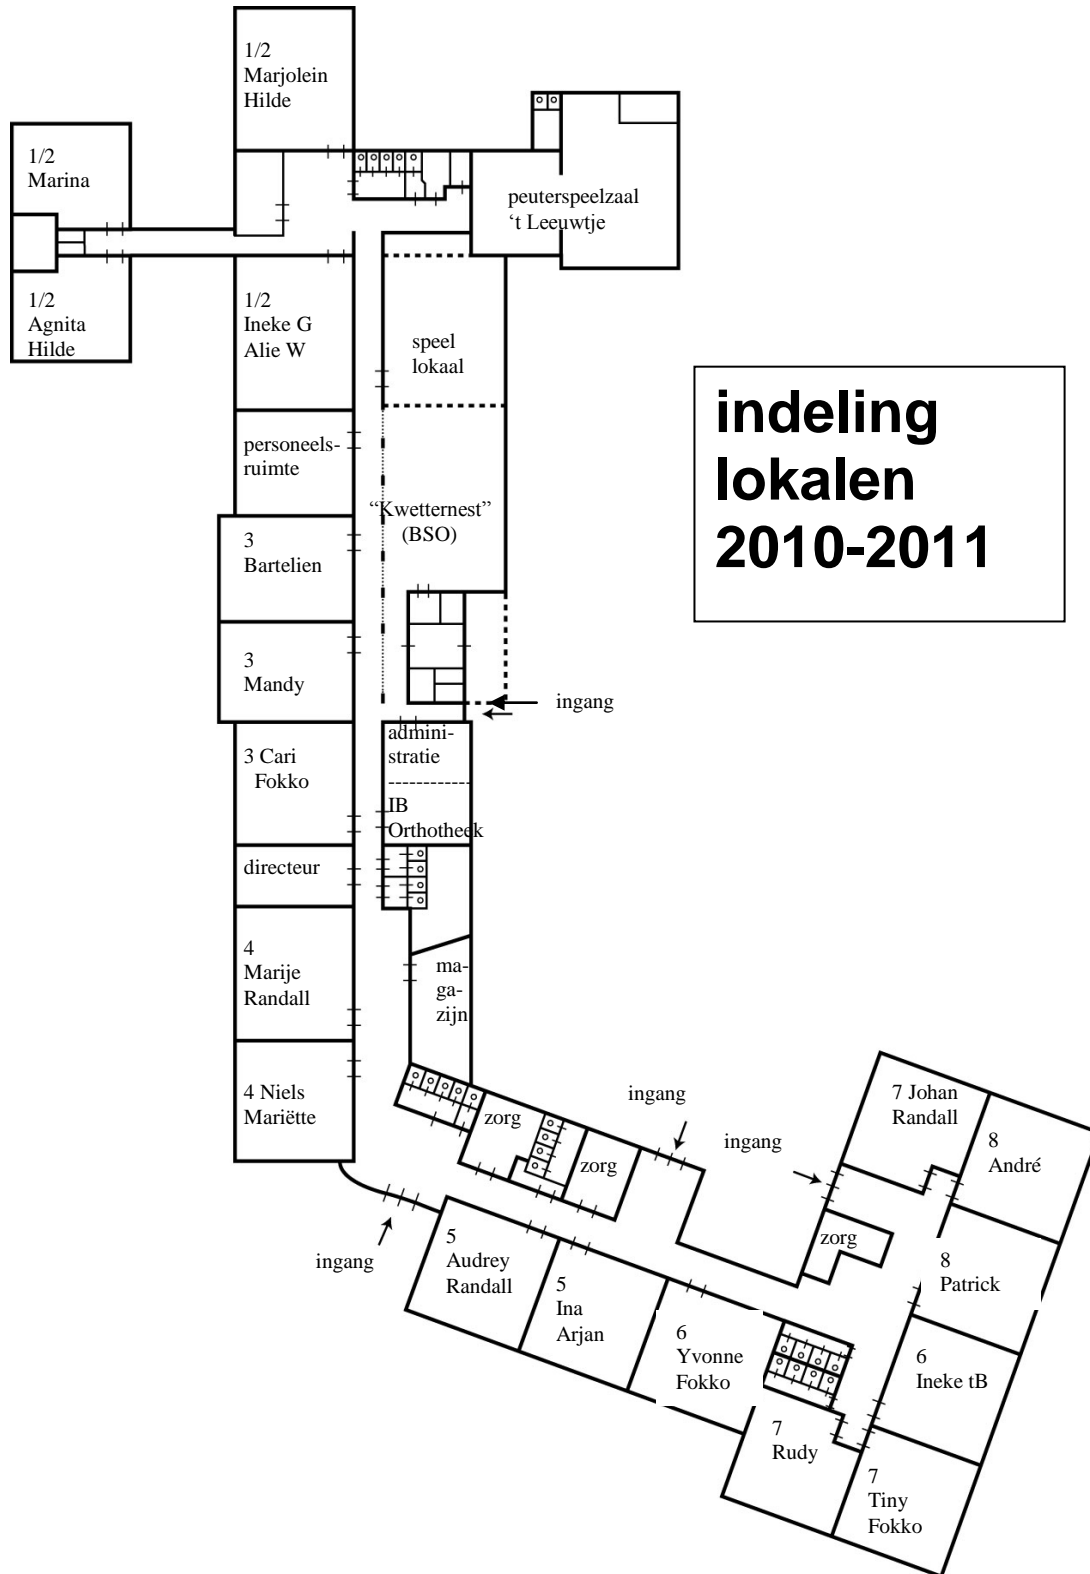 1/2
Marjolein
Hilde
1/2
Marina
peuterspeelzaal
‘t Leeuwtje
1/2
Agnita
Hilde
1/2
Ineke G
Alie W
speel
lokaal
indeling
lokalen
2010-2011
personeels-
ruimte
“Kwetternest”
(BSO)
3
Bartelien
3
Mandy
ingang
admini-
stratie
3 Cari
Fokko
IB
Orthotheek
directeur
4
Marije
Randall
ma-
ga-
zijn
4 Niels
Mariëtte
zorg
zorg
ingang
ingang
7 Johan
Randall
8
André
zorg
8
Patrick
ingang
5
Audrey
Randall
5
Ina
Arjan
6
Yvonne
Fokko
6
Ineke tB
7
Rudy
7
Tiny
Fokko